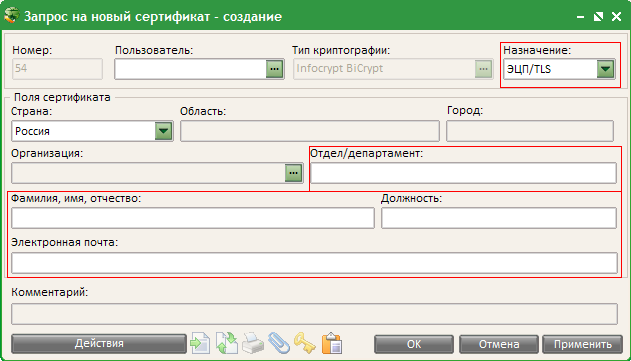 Запрос на новый сертификат - создание
Номер: Пользователь: Тип криптографии: Назначение:
54 ... Infocrypt BiCrypt ЭЦП/TLS
Поля сертификата
Страна: Область: Город:
Россия
Организация: Отдел/департамент:
...
Фамилия, имя, отчество: Должность:
Электронная почта:
Комментарий:
Действия OK Отмена Применить